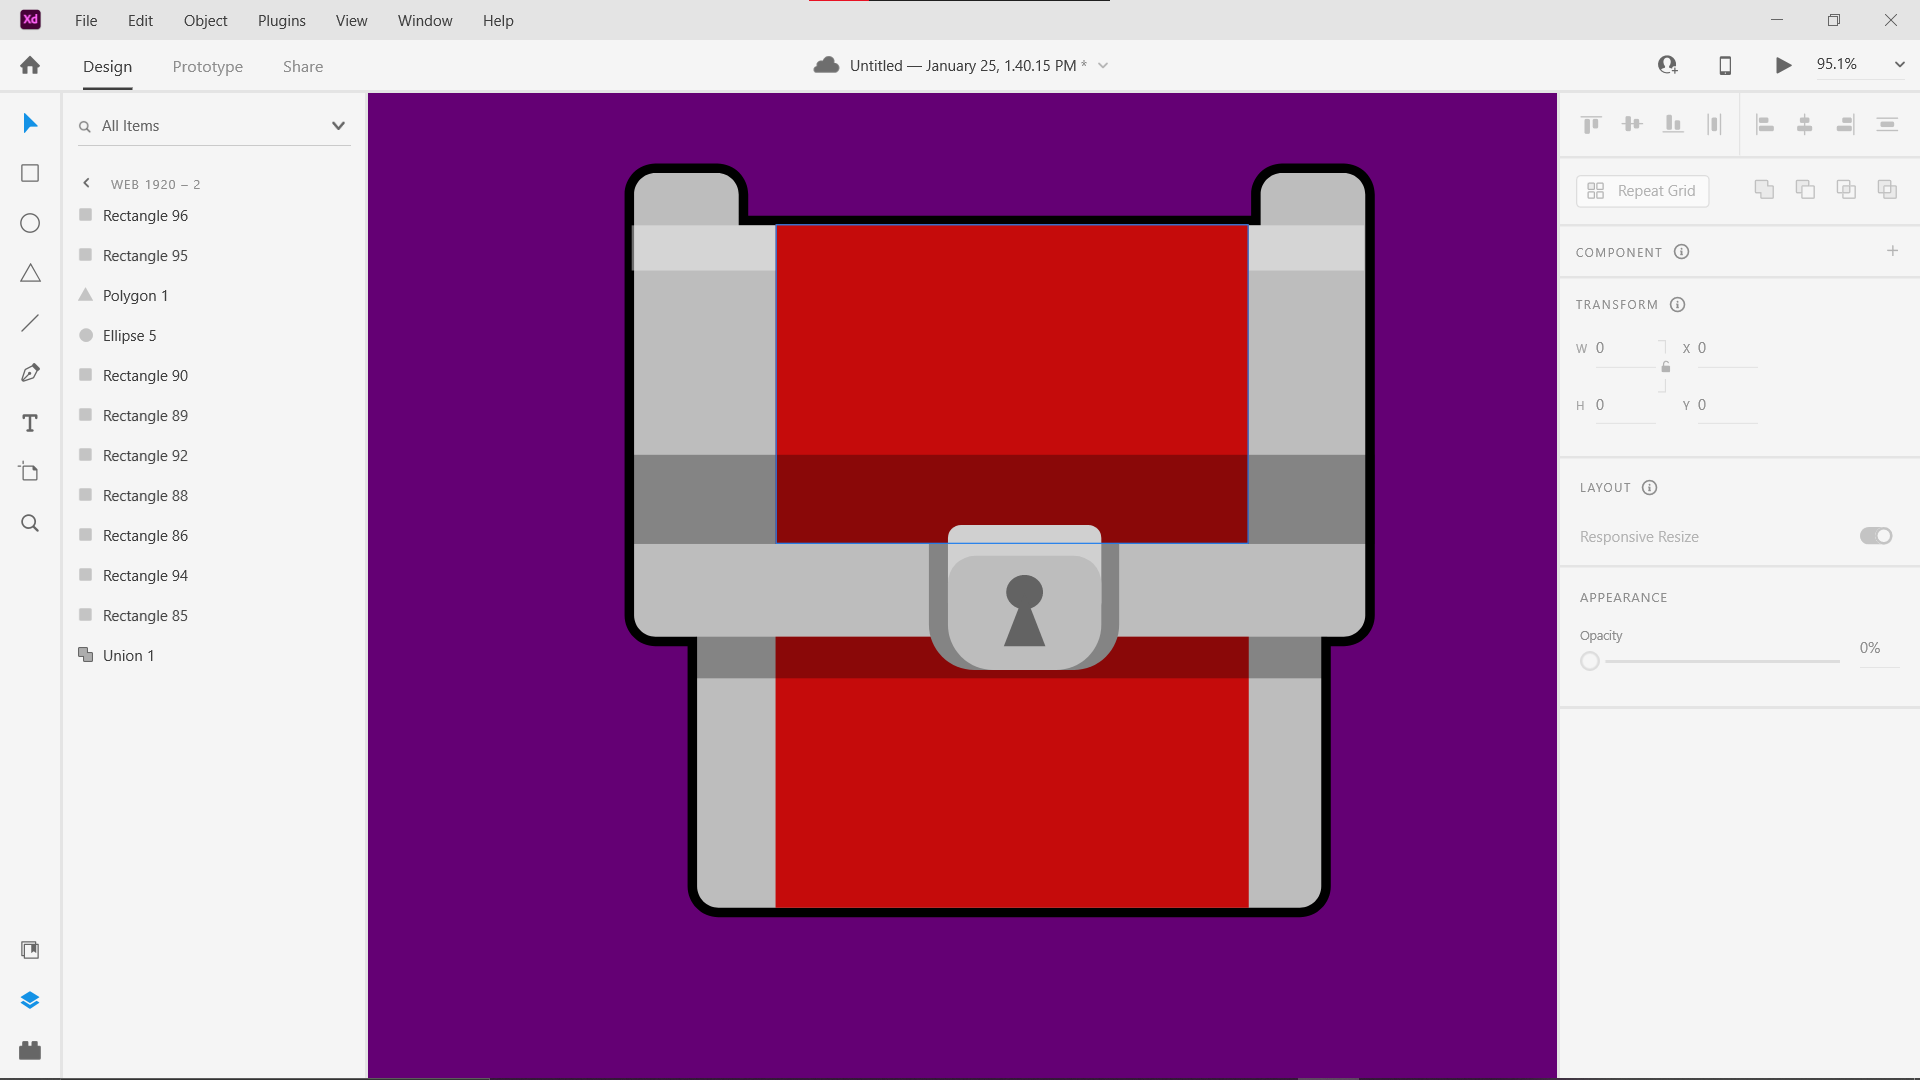 Xd File Edit Object Plugins View Window Help
Design Prototype Share Untitled — January 25, 1.40.15 PM * 95.1%
All Items
WEB 1920 – 2
Rectangle 96
Rectangle 95
Polygon 1
Ellipse 5
Rectangle 90
Rectangle 89
Rectangle 92
Rectangle 88
Rectangle 86
Rectangle 94
Rectangle 85
Union 1
Repeat Grid
COMPONENT
TRANSFORM
W 0 X 0
H 0 Y 0
LAYOUT
Responsive Resize
APPEARANCE
Opacity
0%